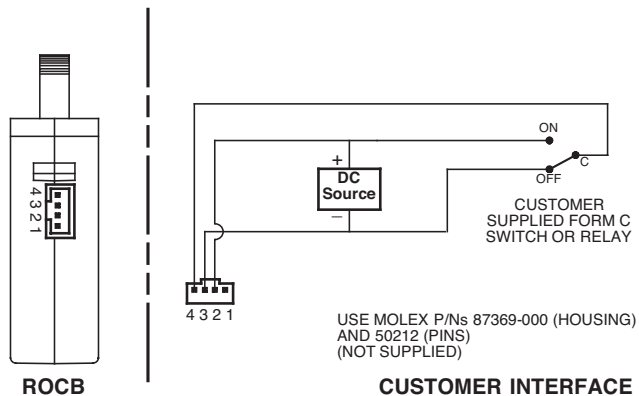 4
3
2
1
ROCB
ON
C
OFF
+
DC
Source
–
CUSTOMER
SUPPLIED FORM C
SWITCH OR RELAY
4 3 2 1
USE MOLEX P/Ns 87369-000 (HOUSING)
AND 50212 (PINS)
(NOT SUPPLIED)
CUSTOMER INTERFACE